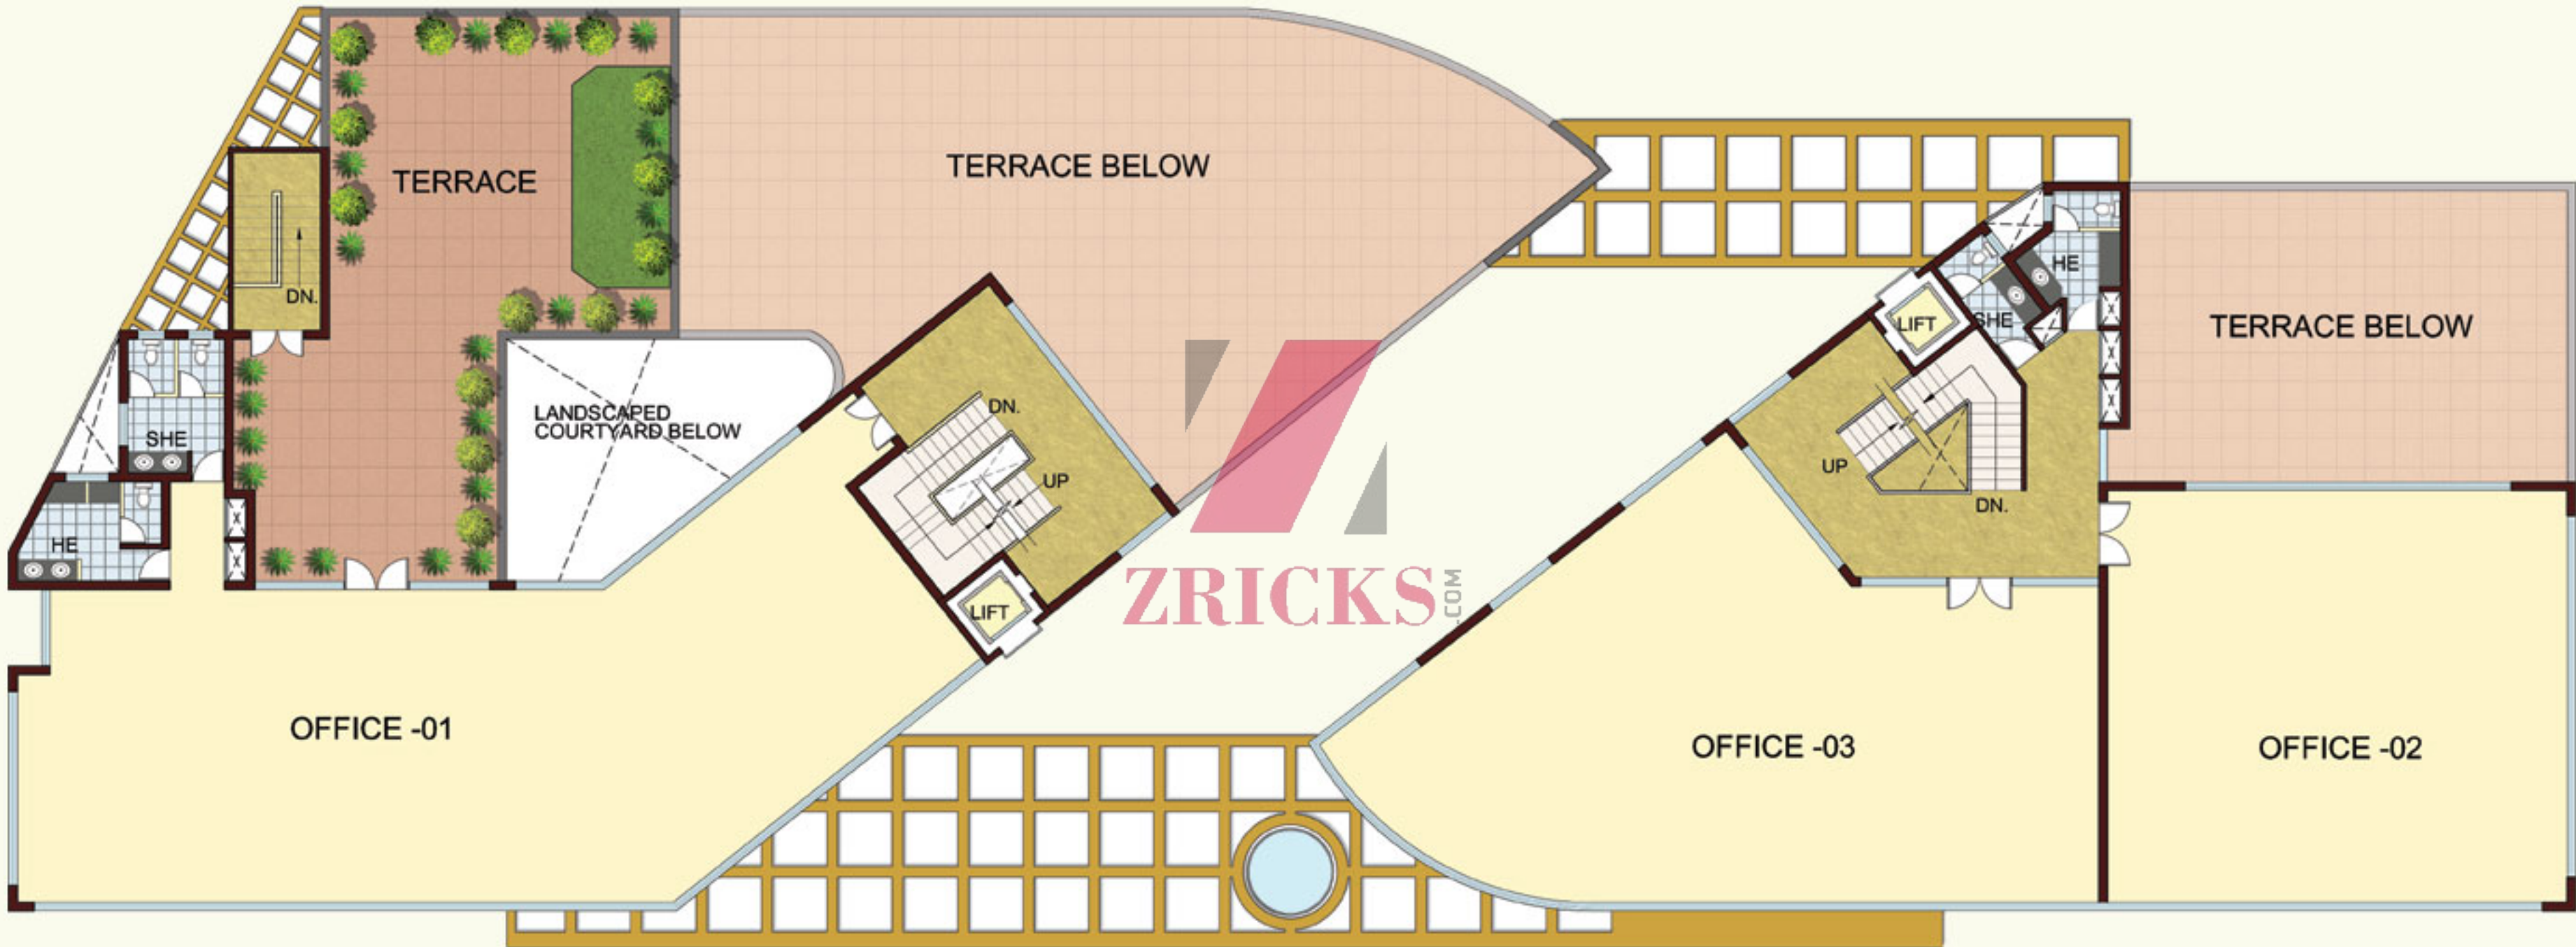 TERRACE
TERRACE BELOW
DN.
HE
SHE
LIFT
TERRACE BELOW
LANDSCAPED
COURTYARD BELOW
DN.
UP
SHE
HE
LIFT
UP
DN.
ZRICKS.COM
OFFICE -01
OFFICE -03
OFFICE -02